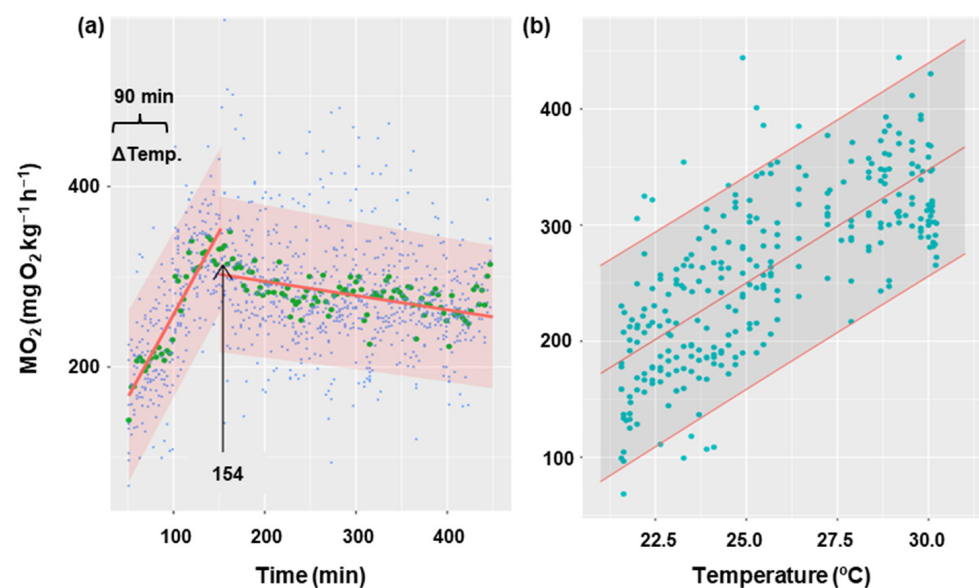 (a)
90 min
ΔTemp.
MO₂ (mg O₂ kg⁻¹ h⁻¹)
400
200
154
100
200
300
400
Time (min)
(b)
400
300
200
100
22.5
25.0
27.5
30.0
Temperature (ºC)